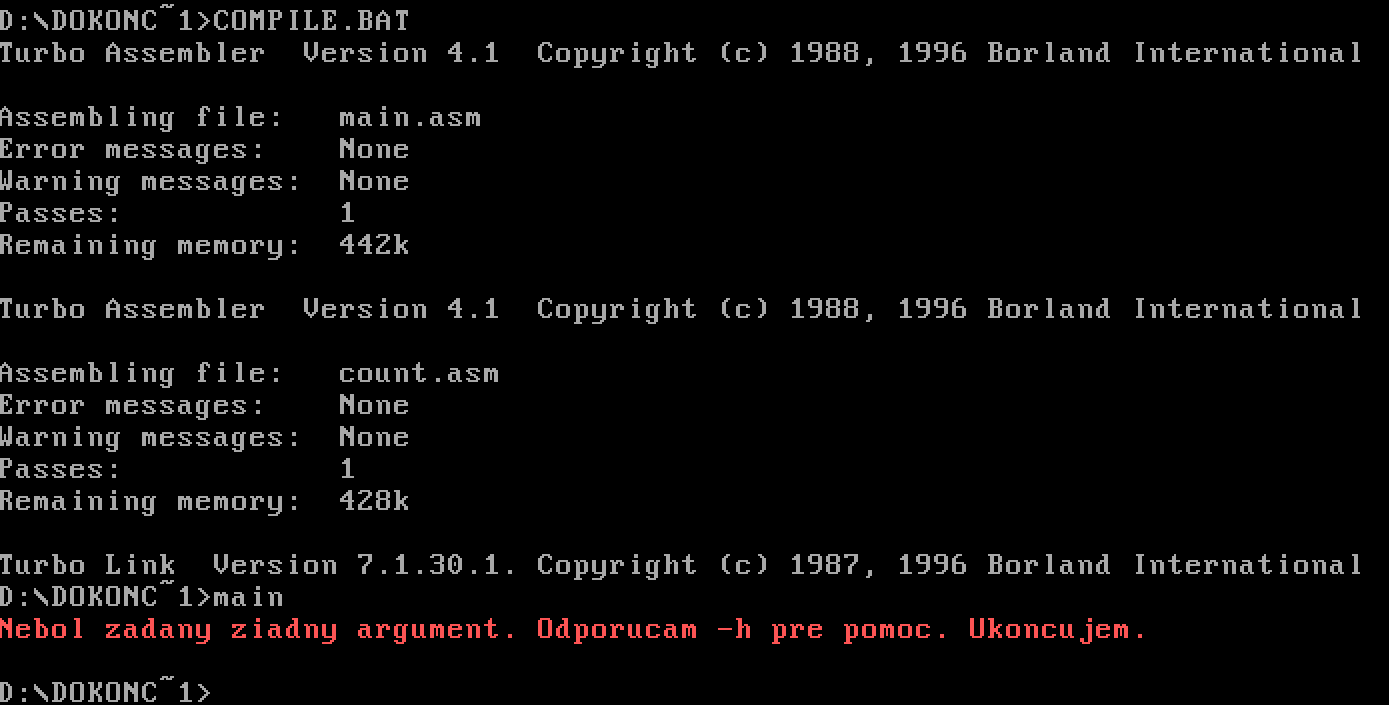 D:\DOKONC~1>COMPILE.BAT
Turbo Assembler  Version 4.1  Copyright (c) 1988, 1996 Borland International
Assembling file:   main.asm
Error messages:    None
Warning messages:  None
Passes:            1
Remaining memory:  442k
Turbo Assembler  Version 4.1  Copyright (c) 1988, 1996 Borland International
Assembling file:   count.asm
Error messages:    None
Warning messages:  None
Passes:            1
Remaining memory:  428k
Turbo Link  Version 7.1.30.1. Copyright (c) 1987, 1996 Borland International
D:\DOKONC~1>main
Nebol zadany ziadny argument. Odporucam -h pre pomoc. Ukoncujem.
D:\DOKONC~1>